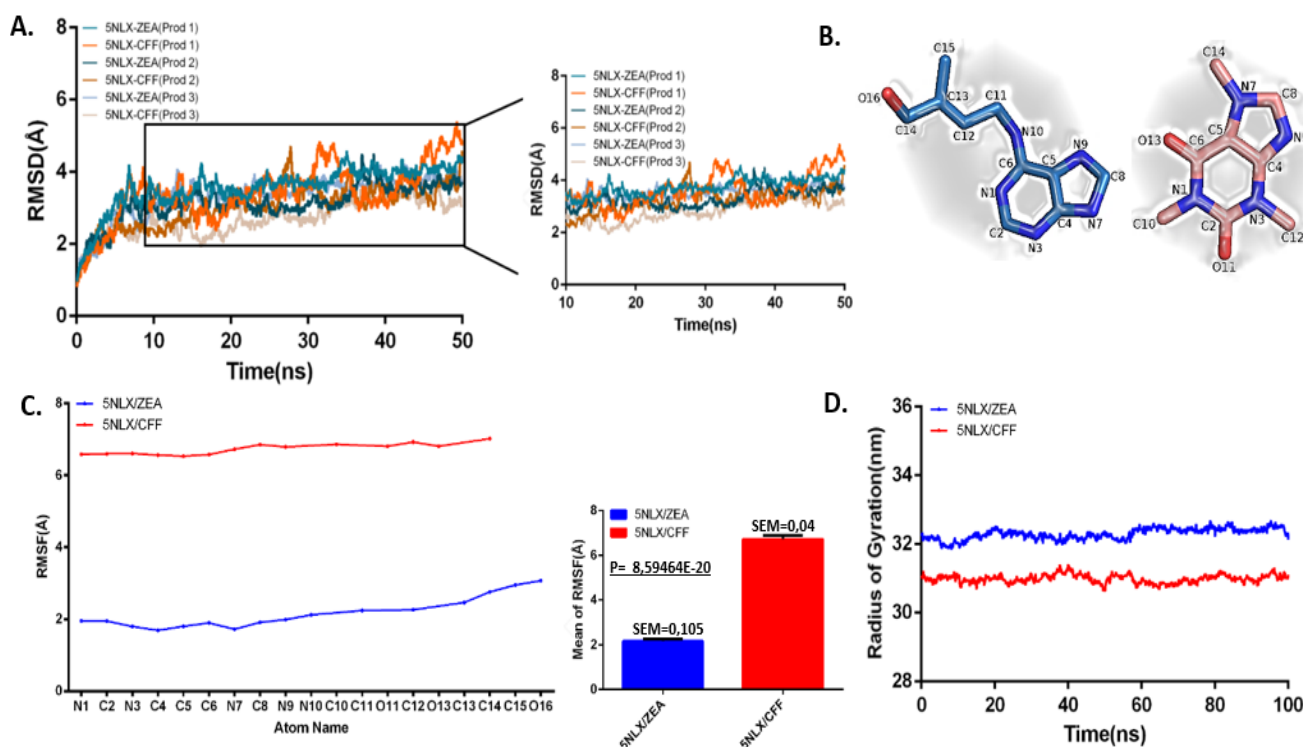 A.
8
6
4
2
0
RMSD(Å)
5NLX-ZEA(Prod 1)
5NLX-CFF(Prod 1)
5NLX-ZEA(Prod 2)
5NLX-CFF(Prod 2)
5NLX-ZEA(Prod 3)
5NLX-CFF(Prod 3)
0 10 20 30 40 50
Time(ns)
8
6
4
2
0
RMSD(Å)
5NLX-ZEA(Prod 1)
5NLX-CFF(Prod 1)
5NLX-ZEA(Prod 2)
5NLX-CFF(Prod 2)
5NLX-ZEA(Prod 3)
5NLX-CFF(Prod 3)
10 20 30 40 50
Time(ns)
B.
C15
O16
C13
C11
C14
C12
N10
C6
C5
N9
C8
N1
C4
N7
C2
N3
C14
N7
C8
C5
O13
C6
N
C4
N1
C10
C2
N3
C12
O11
C.
8
6
4
2
0
RMSF(Å)
5NLX/ZEA
5NLX/CFF
N1 C2 N3 C4 C5 C6 N7 C8 N9 N10 C10 C11 O11 C12 O13 C13 C14 C15 O16
Atom Name
8
6
4
2
0
Mean of RMSF(Å)
5NLX/ZEA
5NLX/CFF
P= 8,59464E-20
SEM=0,105
SEM=0,04
5NLX/ZEA
5NLX/CFF
D.
36
34
32
30
28
Radius of Gyration(nm)
5NLX/ZEA
5NLX/CFF
0 20 40 60 80 100
Time(ns)